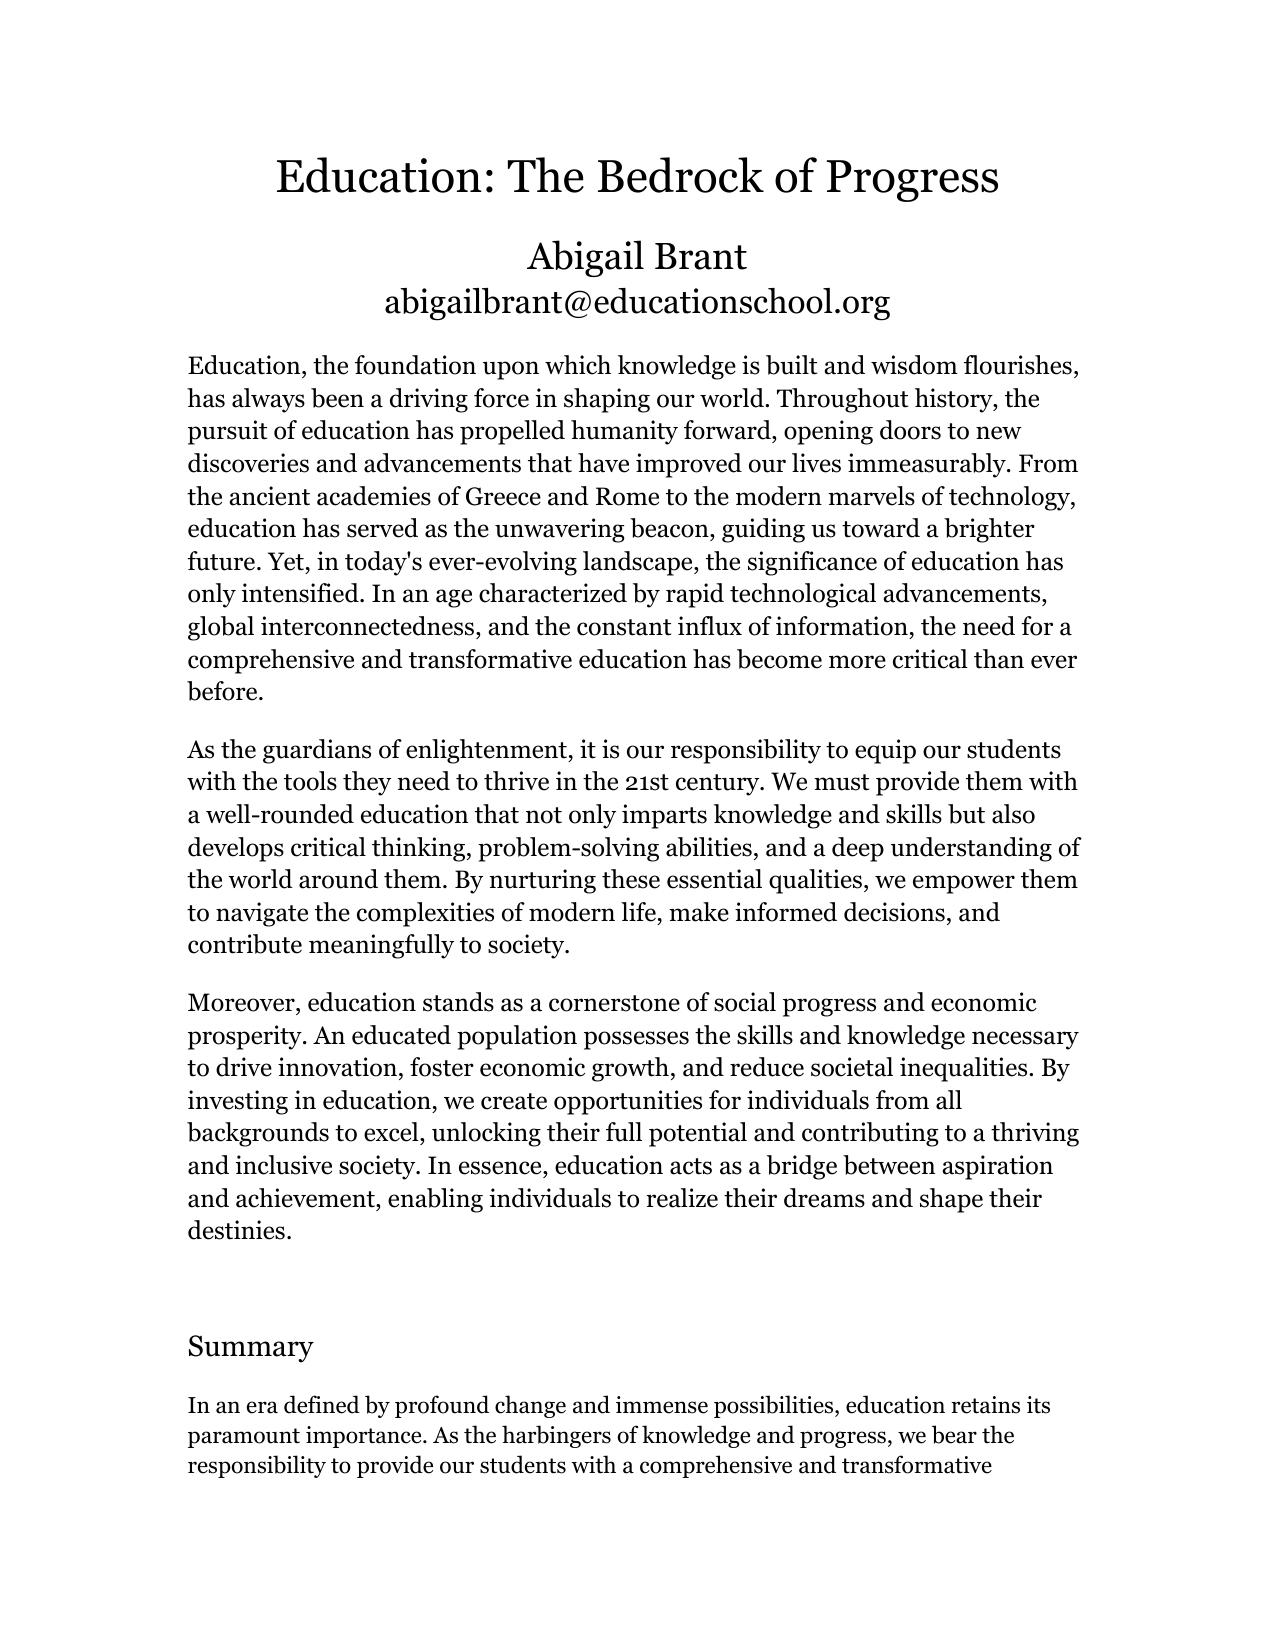 Education: The Bedrock of Progress
Abigail Brant
abigailbrant@educationschool.org
Education, the foundation upon which knowledge is built and wisdom flourishes,
has always been a driving force in shaping our world. Throughout history, the
pursuit of education has propelled humanity forward, opening doors to new
discoveries and advancements that have improved our lives immeasurably. From
the ancient academies of Greece and Rome to the modern marvels of technology,
education has served as the unwavering beacon, guiding us toward a brighter
future. Yet, in today's ever-evolving landscape, the significance of education has
only intensified. In an age characterized by rapid technological advancements,
global interconnectedness, and the constant influx of information, the need for a
comprehensive and transformative education has become more critical than ever
before.
As the guardians of enlightenment, it is our responsibility to equip our students
with the tools they need to thrive in the 21st century. We must provide them with
a well-rounded education that not only imparts knowledge and skills but also
develops critical thinking, problem-solving abilities, and a deep understanding of
the world around them. By nurturing these essential qualities, we empower them
to navigate the complexities of modern life, make informed decisions, and
contribute meaningfully to society.
Moreover, education stands as a cornerstone of social progress and economic
prosperity. An educated population possesses the skills and knowledge necessary
to drive innovation, foster economic growth, and reduce societal inequalities. By
investing in education, we create opportunities for individuals from all
backgrounds to excel, unlocking their full potential and contributing to a thriving
and inclusive society. In essence, education acts as a bridge between aspiration
and achievement, enabling individuals to realize their dreams and shape their
destinies.
Summary
In an era defined by profound change and immense possibilities, education retains its
paramount importance. As the harbingers of knowledge and progress, we bear the
responsibility to provide our students with a comprehensive and transformative